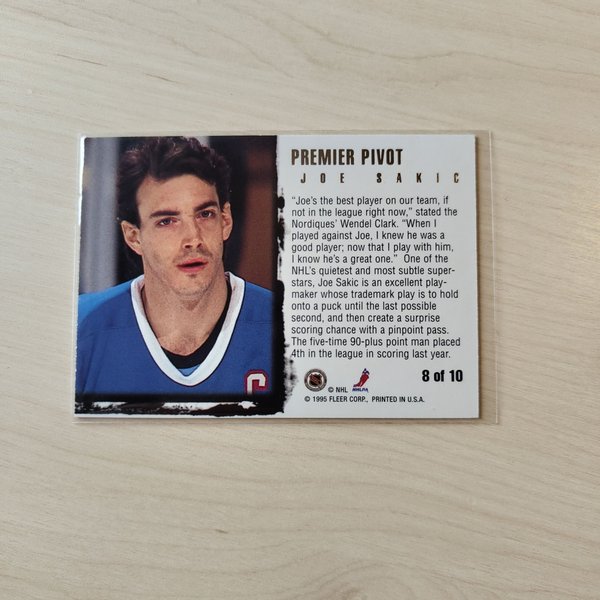 PREMIER PIVOT
JOE SAKIC
"Joe's the best player on our team, if
not in the league right now," stated the
Nordiques' Wendel Clark. "When I
played against Joe, I knew he was a
good player; now that I play with him,
I know he's a great one." One of the
NHL's quietest and most subtle super-
stars, Joe Sakic is an excellent play-
maker whose trademark play is to hold
onto a puck until the last possible
second, and then create a surprise
scoring chance with a pinpoint pass.
The five-time 90-plus point man placed
4th in the league in scoring last year.
8 of 10
© NHL NHLPA
© 1995 FLEER CORP., PRINTED IN U.S.A.
C